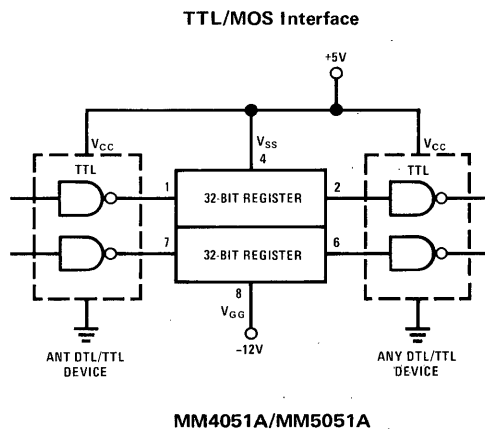 TTL/MOS Interface
+5V
VCC
VSS
VCC
4
TTL
TTL
1
32-BIT REGISTER
2
7
32-BIT REGISTER
6
8
VGG
-12V
ANT DTL/TTL
DEVICE
ANY DTL/TTL
DEVICE
MM4051A/MM5051A